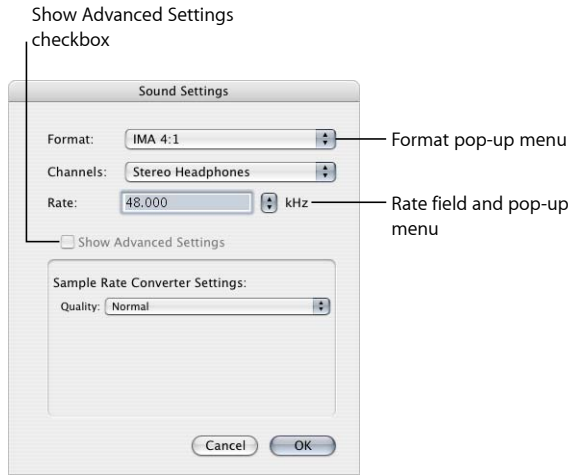 Show Advanced Settings
checkbox
Sound Settings
Format: IMA 4:1
Format pop-up menu
Channels: Stereo Headphones
Rate: 48.000 kHz
Rate field and pop-up
menu
Show Advanced Settings
Sample Rate Converter Settings:
Quality: Normal
Cancel OK